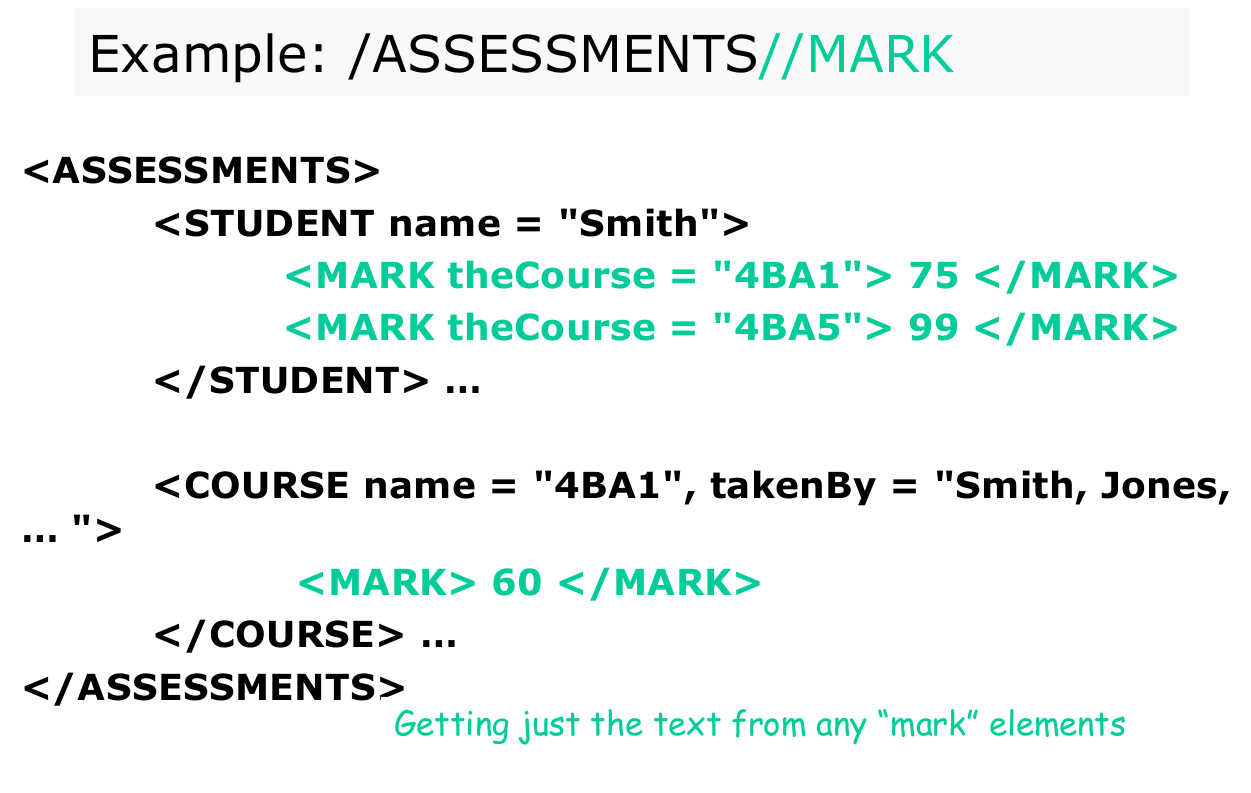 Example: /ASSESSMENTS//MARK
<ASSESSMENTS>
<STUDENT name = "Smith">
<MARK theCourse = "4BA1"> 75 </MARK>
<MARK theCourse = "4BA5"> 99 </MARK>
</STUDENT> ...
<COURSE name = "4BA1", takenBy = "Smith, Jones,
... ">
<MARK> 60 </MARK>
</COURSE> ...
</ASSESSMENTS>
Getting just the text from any “mark” elements